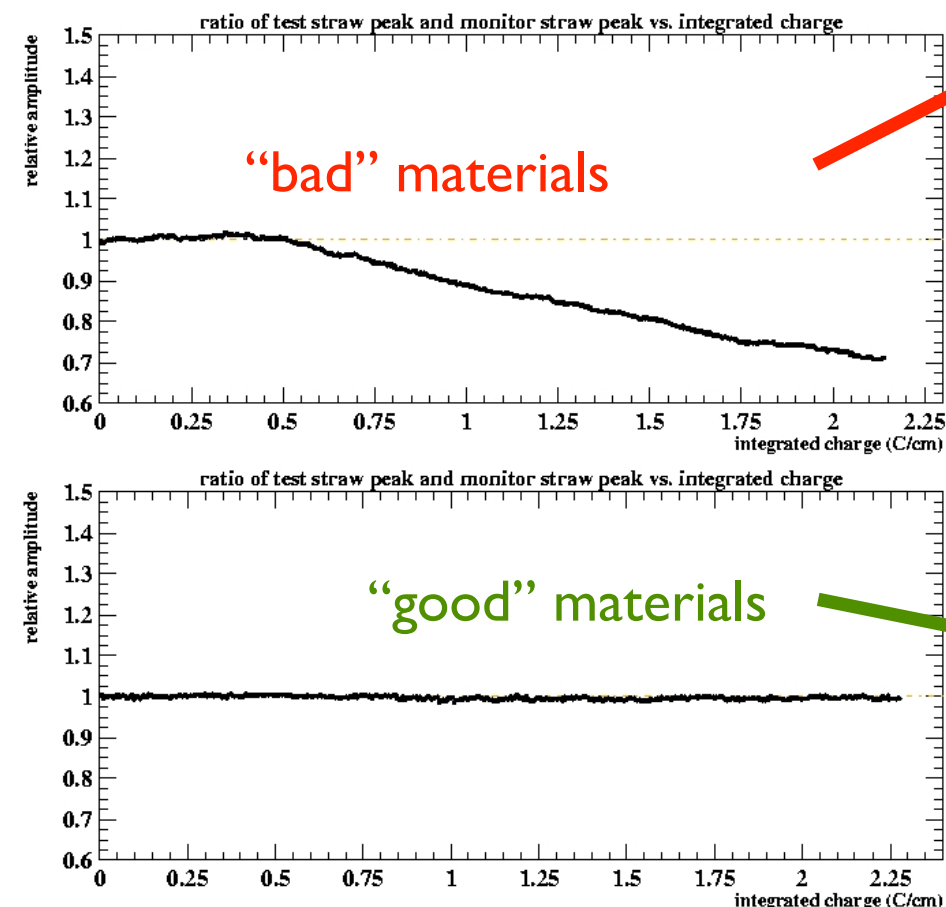 ratio of test straw peak and monitor straw peak vs. integrated charge
relative amplitude
1.5
1.4
1.3
1.2
1.1
1
0.9
0.8
0.7
0.6
“bad” materials
0 0.25 0.5 0.75 1 1.25 1.5 1.75 2 2.25
integrated charge (C/cm)
ratio of test straw peak and monitor straw peak vs. integrated charge
relative amplitude
1.5
1.4
1.3
1.2
1.1
1
0.9
0.8
0.7
0.6
“good” materials
0 0.25 0.5 0.75 1 1.25 1.5 1.75 2 2.25
integrated charge (C/cm)